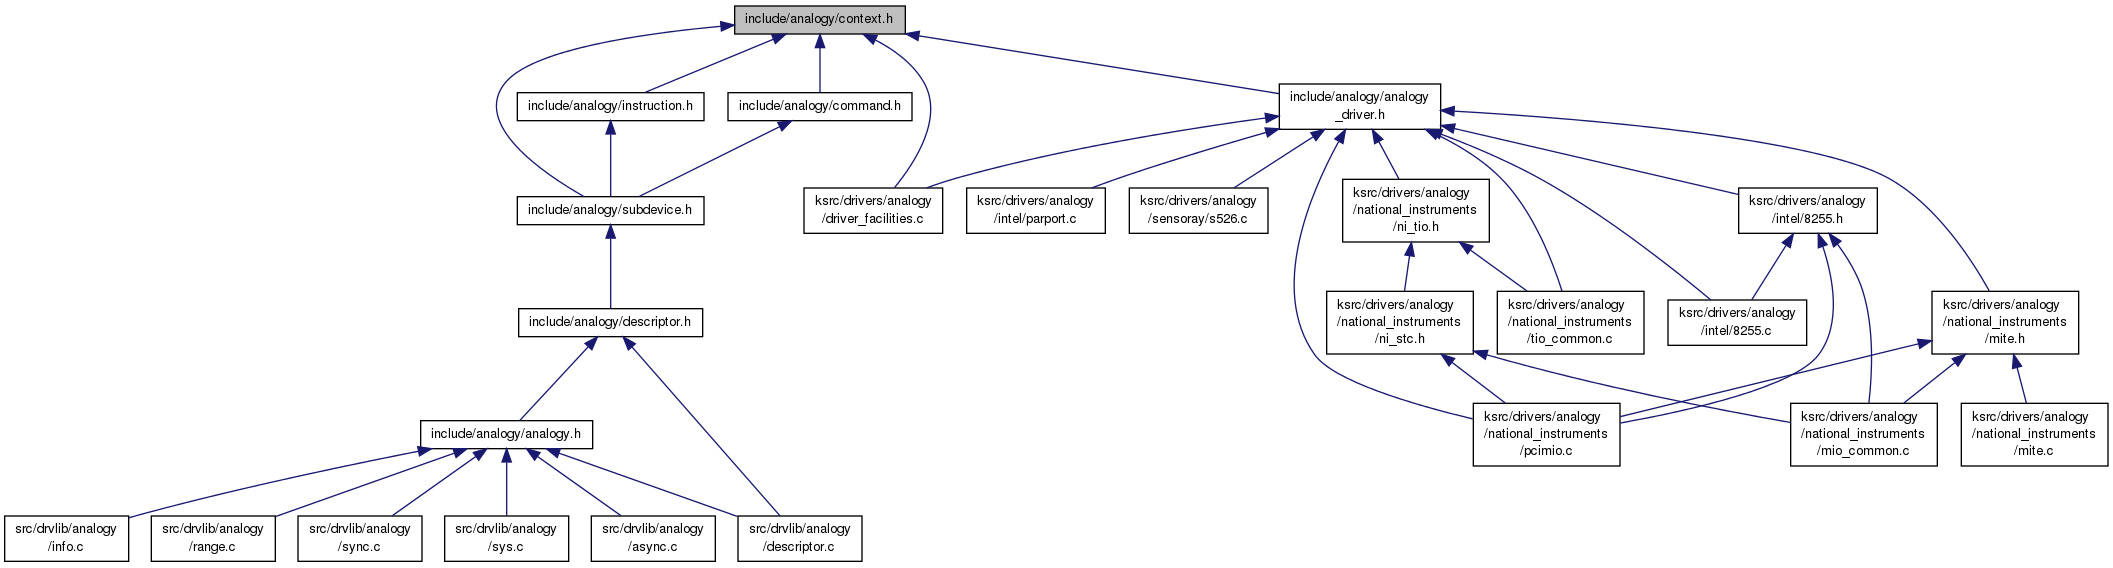 include/analogy/context.h
include/analogy/instruction.h
include/analogy/command.h
include/analogy/analogy
_driver.h
include/analogy/subdevice.h
ksrc/drivers/analogy
/driver_facilities.c
ksrc/drivers/analogy
/intel/parport.c
ksrc/drivers/analogy
/sensoray/s526.c
ksrc/drivers/analogy
/national_instruments
/ni_tio.h
ksrc/drivers/analogy
/intel/8255.h
include/analogy/descriptor.h
ksrc/drivers/analogy
/national_instruments
/ni_stc.h
ksrc/drivers/analogy
/national_instruments
/tio_common.c
ksrc/drivers/analogy
/intel/8255.c
ksrc/drivers/analogy
/national_instruments
/mite.h
include/analogy/analogy.h
ksrc/drivers/analogy
/national_instruments
/pcimio.c
ksrc/drivers/analogy
/national_instruments
/mio_common.c
ksrc/drivers/analogy
/national_instruments
/mite.c
src/drvlib/analogy
/info.c
src/drvlib/analogy
/range.c
src/drvlib/analogy
/sync.c
src/drvlib/analogy
/sys.c
src/drvlib/analogy
/async.c
src/drvlib/analogy
/descriptor.c